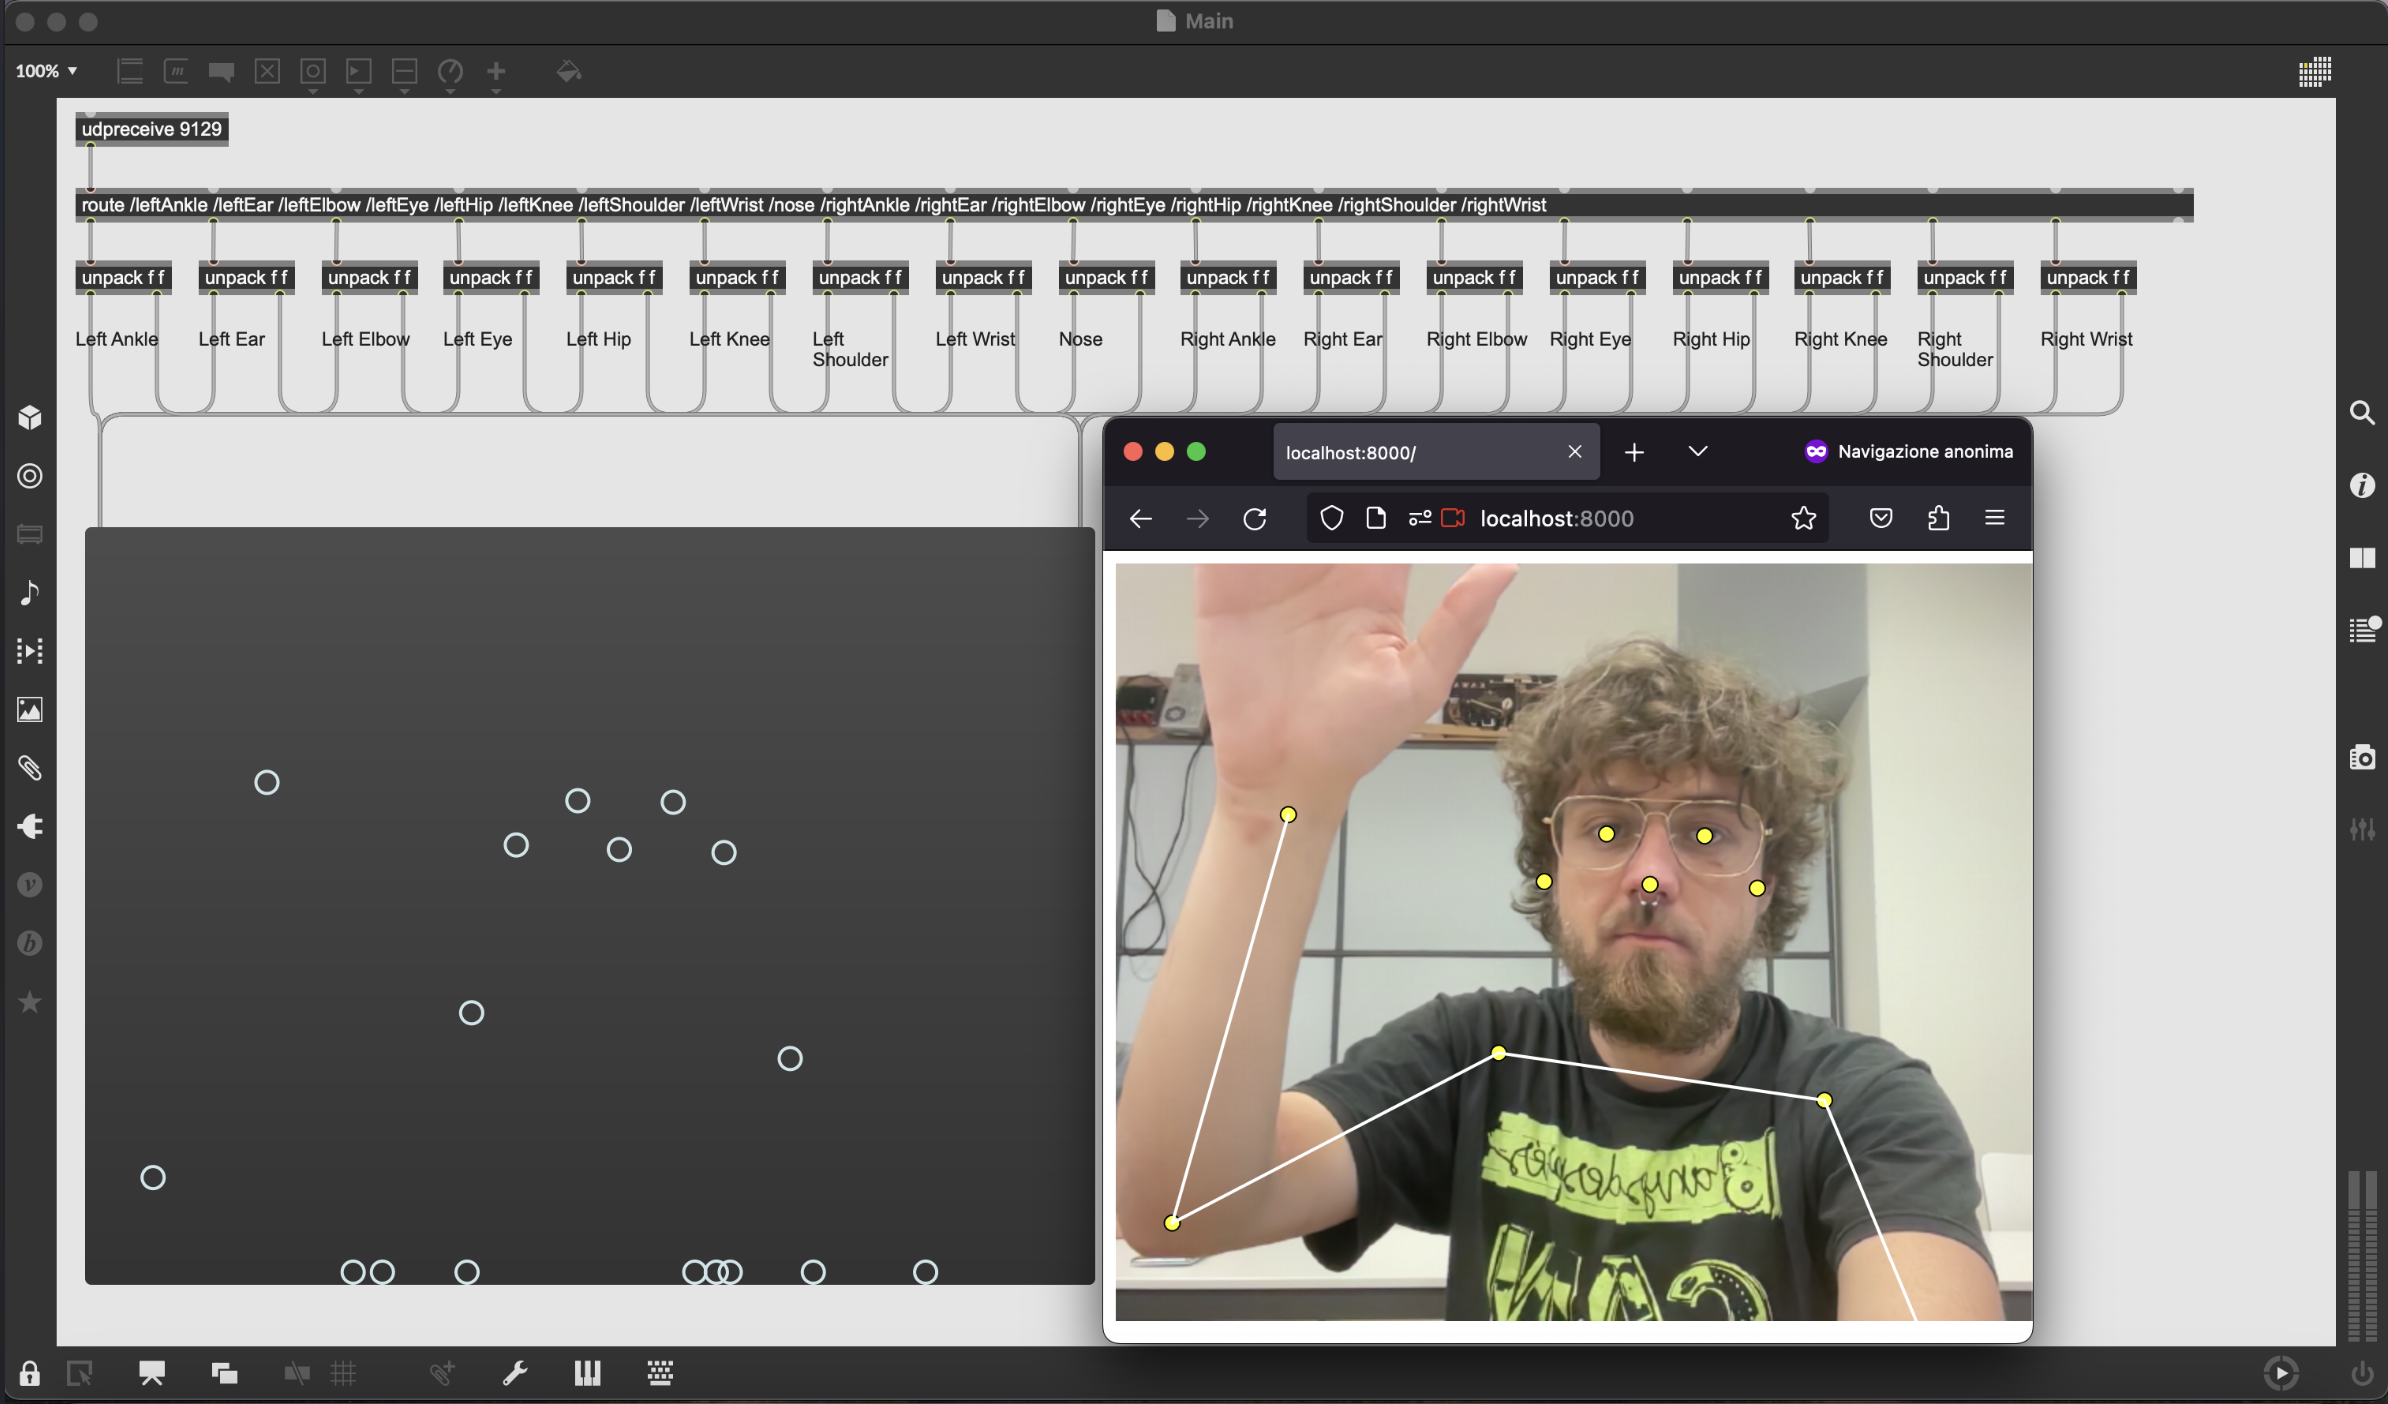 Main
100%
udpreceive 9129
route /leftAnkle /leftEar /leftElbow /leftEye /leftHip /leftKnee /leftShoulder /leftWrist /nose /rightAnkle /rightEar /rightElbow /rightEye /rightHip /rightKnee /rightShoulder /rightWrist
unpack f f unpack f f unpack f f unpack f f unpack f f unpack f f unpack f f unpack f f unpack f f unpack f f unpack f f unpack f f unpack f f unpack f f unpack f f unpack f f unpack f f
Left Ankle Left Ear Left Elbow Left Eye Left Hip Left Knee Left Shoulder Left Wrist Nose Right Ankle Right Ear Right Elbow Right Eye Right Hip Right Knee Right Shoulder Right Wrist
localhost:8000/
Navigazione anonima
localhost:8000
CAN